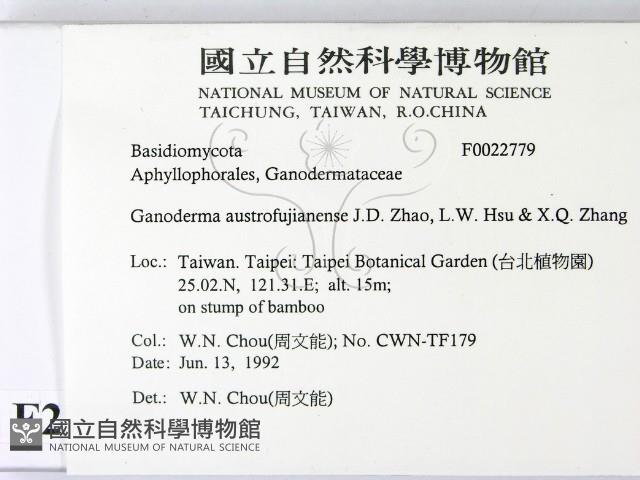 國立自然科學博物館
NATIONAL MUSEUM OF NATURAL SCIENCE
TAICHUNG, TAIWAN, R.O.CHINA
Basidiomycota F0022779
Aphyllophorales, Ganodermataceae
Ganoderma austrofujianense J.D. Zhao, L.W. Hsu & X.Q. Zhang
Loc.: Taiwan. Taipei: Taipei Botanical Garden (台北植物園)
25.02.N, 121.31.E; alt. 15m;
on stump of bamboo
Col.: W.N. Chou(周文能); No. CWN-TF179
Date: Jun. 13, 1992
Det.: W.N. Chou(周文能)
國立自然科學博物館
NATIONAL MUSEUM OF NATURAL SCIENCE